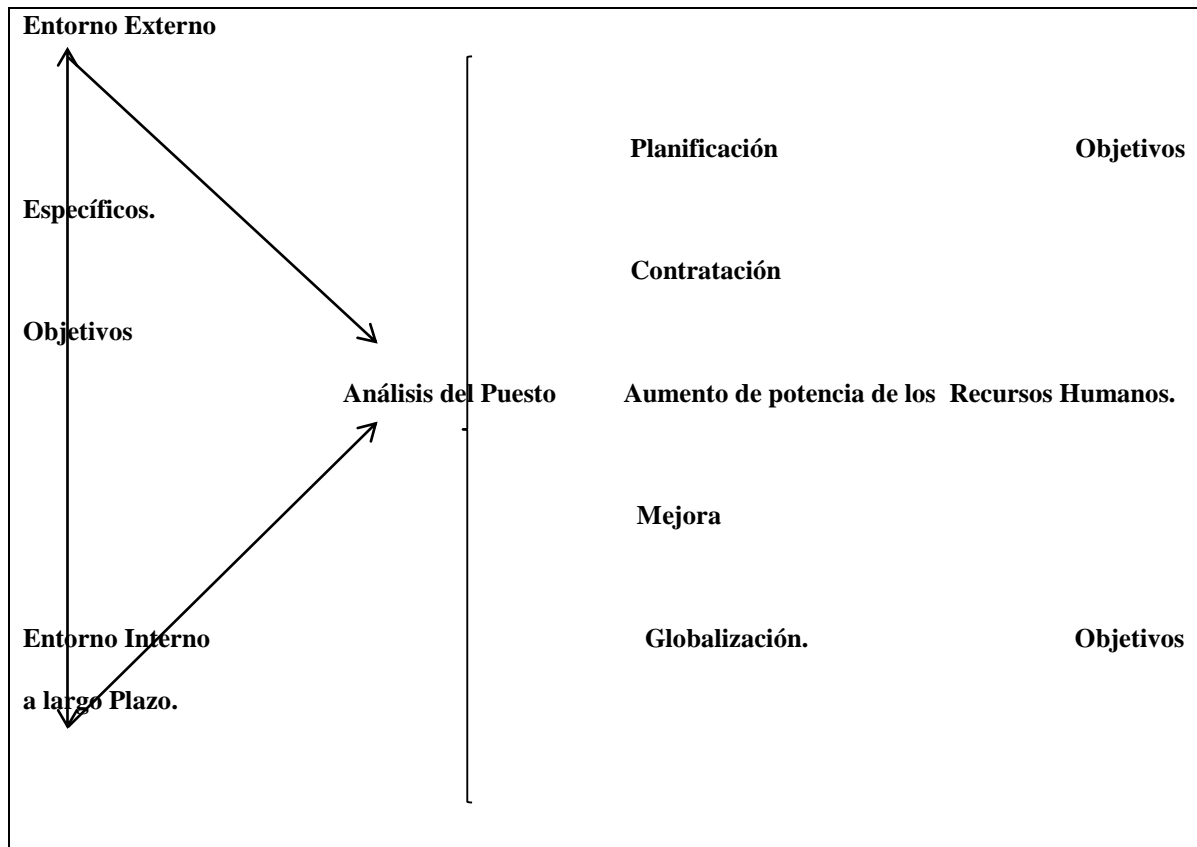 Entorno Externo
Planificación Objetivos
Específicos.
Contratación
Objetivos
Análisis del Puesto Aumento de potencia de los Recursos Humanos.
Mejora
Entorno Interno Globalización. Objetivos
a largo Plazo.